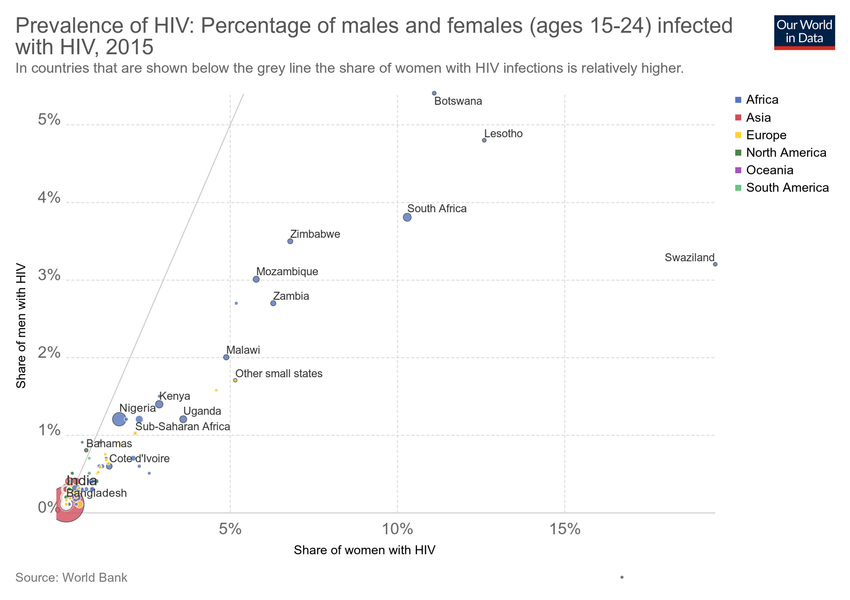 Prevalence of HIV: Percentage of males and females (ages 15-24) infected
with HIV, 2015
Our World
in Data
In countries that are shown below the grey line the share of women with HIV infections is relatively higher.
Botswana
Africa
Asia
Europe
North America
Oceania
South America
5%
Lesotho
4%
South Africa
Zimbabwe
Swaziland
3%
Mozambique
Zambia
Share of men with HIV
2%
Malawi
Other small states
Kenya
Nigeria
Uganda
Sub-Saharan Africa
1%
Bahamas
Cote d'Ivoire
India
Bangladesh
0%
5%
10%
15%
Share of women with HIV
Source: World Bank